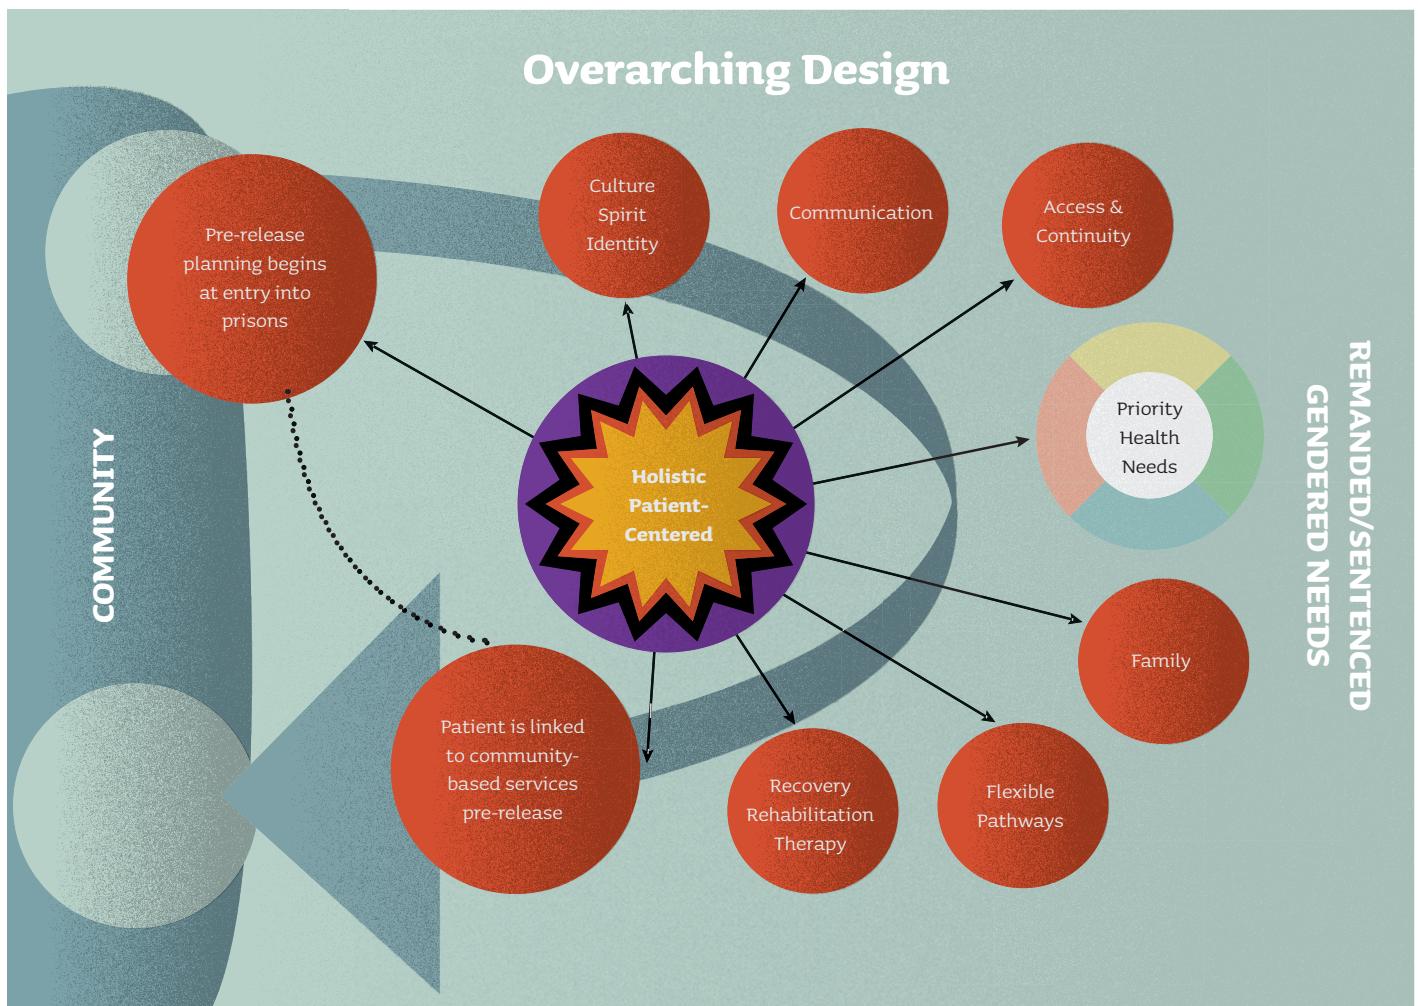 Overarching Design
Culture
Spirit
Identity
Communication
Access &
Continuity
Pre-release
planning begins
at entry into
prisons
Priority
Health
Needs
REMANDED/SENTENCED
GENDERED NEEDS
COMMUNITY
Holistic
Patient-
Centered
Family
Patient is linked
to community-
based services
pre-release
Recovery
Rehabilitation
Therapy
Flexible
Pathways